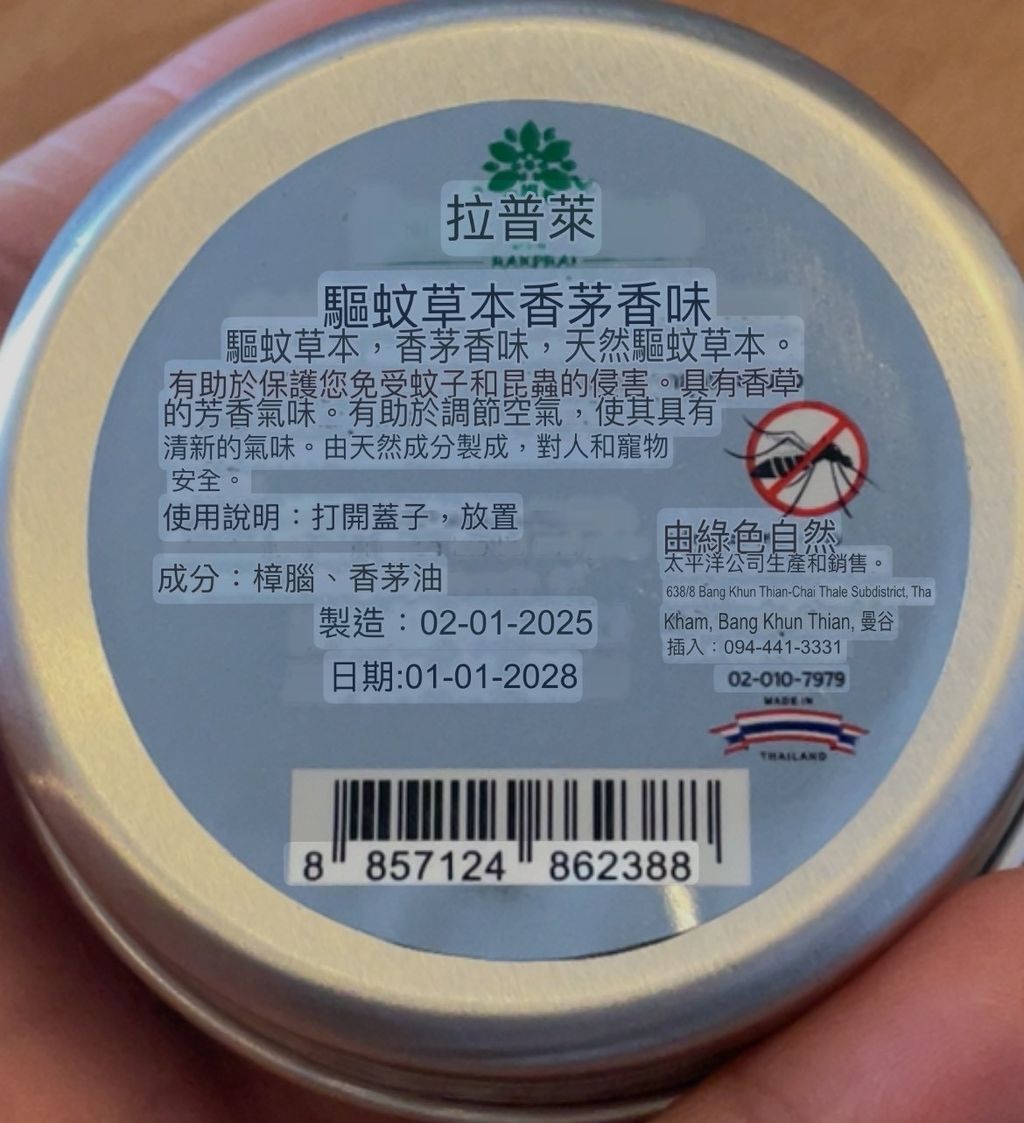 拉普萊
RAKPRAI
驅蚊草本香茅香味
驅蚊草本，香茅香味，天然驅蚊草本。
有助於保護您免受蚊子和昆蟲的侵害。具有香草
的芳香氣味。有助於調節空氣，使其具有
清新的氣味。由天然成分製成，對人和寵物
安全。
使用說明：打開蓋子，放置
成分：樟腦、香茅油
製造：02-01-2025
日期:01-01-2028
由綠色自然
太平洋公司生產和銷售。
638/8 Bang Khun Thian-Chai Thale Subdistrict, Tha
Kham, Bang Khun Thian, 曼谷
插入：094-441-3331
02-010-7979
MADE IN
THAILAND
8 857124 862388